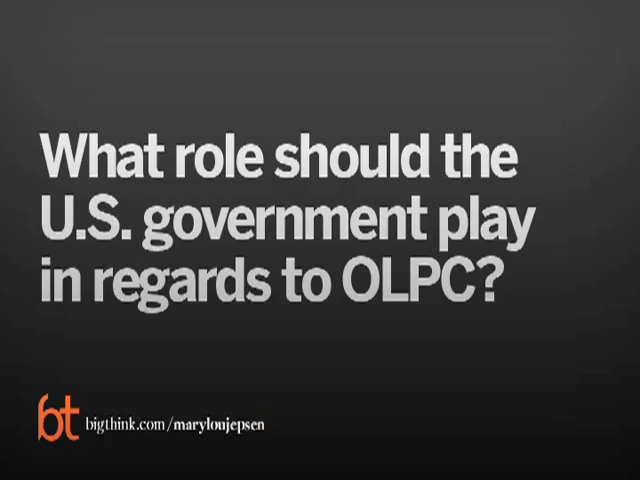 What role should the
U.S. government play
in regards to OLPC?
bt bigthink.com/maryloujepsen